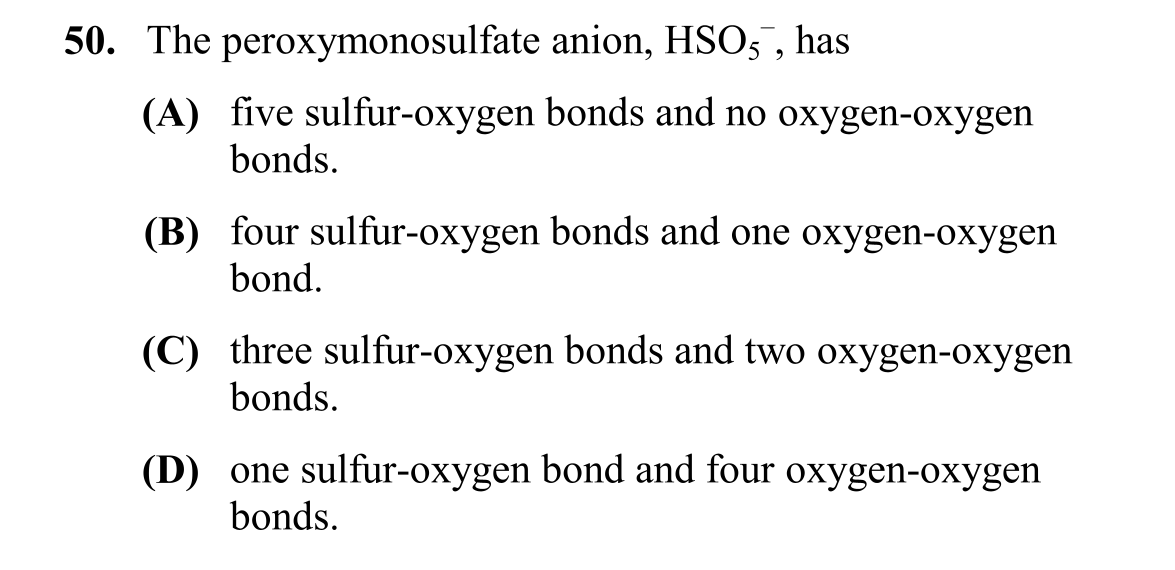 50. The peroxymonosulfate anion, HSO₅⁻, has
(A) five sulfur-oxygen bonds and no oxygen-oxygen
bonds.
(B) four sulfur-oxygen bonds and one oxygen-oxygen
bond.
(C) three sulfur-oxygen bonds and two oxygen-oxygen
bonds.
(D) one sulfur-oxygen bond and four oxygen-oxygen
bonds.